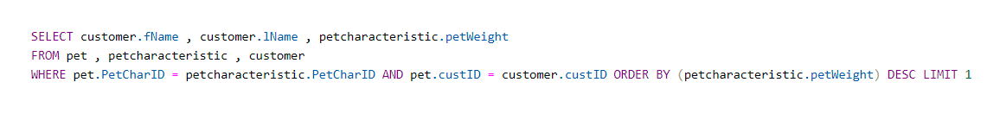 SELECT customer.fName , customer.lName , petcharacteristic.petWeight
FROM pet , petcharacteristic , customer
WHERE pet.PetCharID = petcharacteristic.PetCharID AND pet.custID = customer.custID ORDER BY (petcharacteristic.petWeight) DESC LIMIT 1